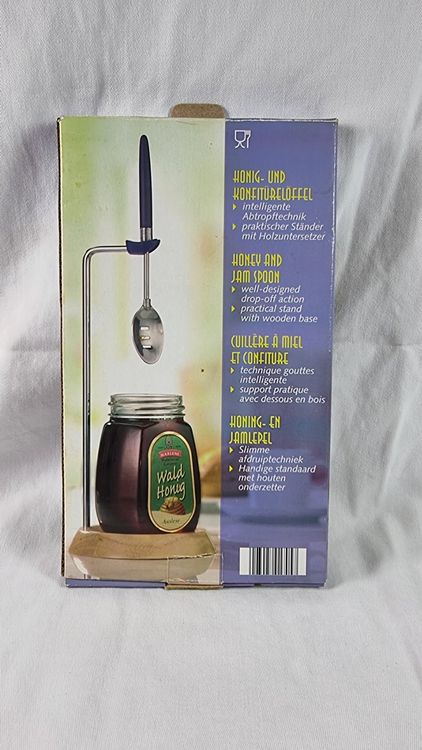 HONIG- UND
KONFITÜRELÖFFEL
intelligente
Abtropftechnik
praktischer Ständer
mit Holzuntersetzer
HONEY AND
JAM SPOON
well-designed
drop-off action
practical stand
with wooden base
CUILLÈRE À MIEL
ET CONFITURE
technique gouttes
intelligente
support pratique
avec dessous en bois
HONING- EN
JAMLEPEL
Slimme
afdruiptechniek
Handige standaard
met houten
onderzetter
MARLENE
Wald
Honig
Auslese